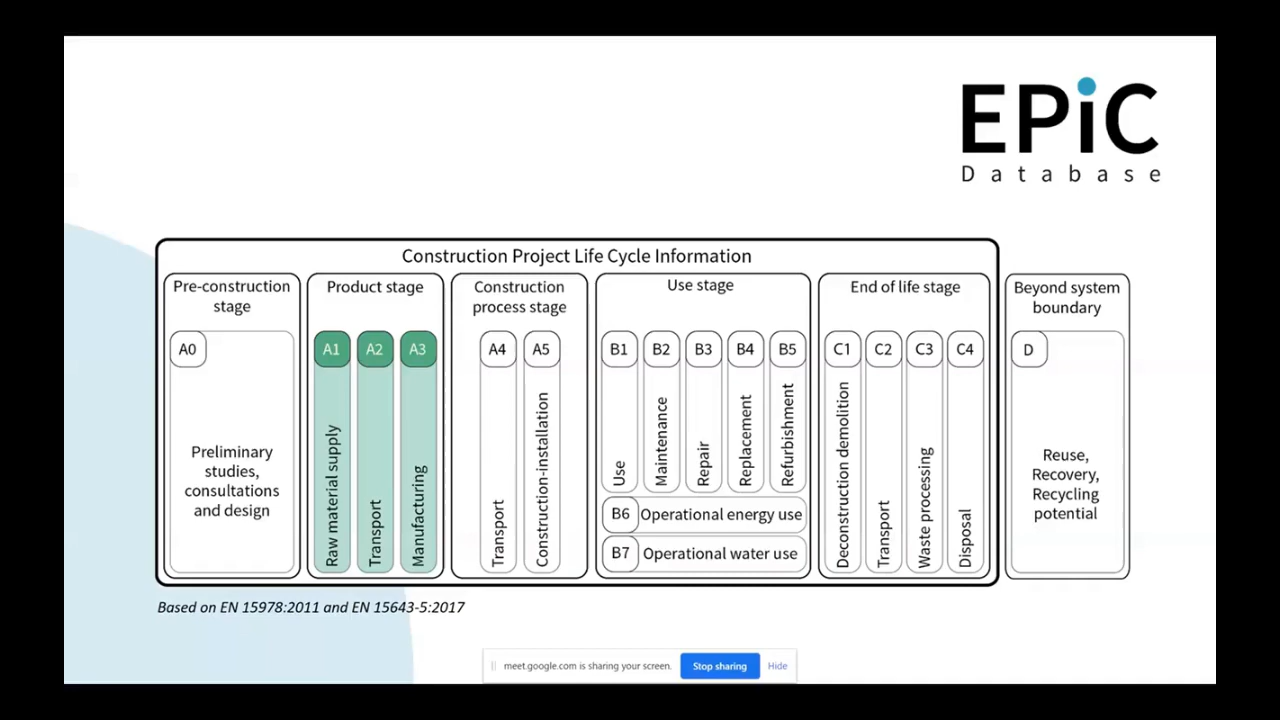 EPiC
Database
Construction Project Life Cycle Information
Pre-construction
stage
A0
Preliminary
studies,
consultations
and design
Product stage
A1
Raw material supply
A2
Transport
A3
Manufacturing
Construction
process stage
A4
Transport
A5
Construction-installation
Use stage
B1
Use
B2
Maintenance
B3
Repair
B4
Replacement
B5
Refurbishment
B6 Operational energy use
B7 Operational water use
End of life stage
C1
Deconstruction demolition
C2
Transport
C3
Waste processing
C4
Disposal
Beyond system
boundary
D
Reuse,
Recovery,
Recycling
potential
Based on EN 15978:2011 and EN 15643-5:2017
meet.google.com is sharing your screen. Stop sharing Hide